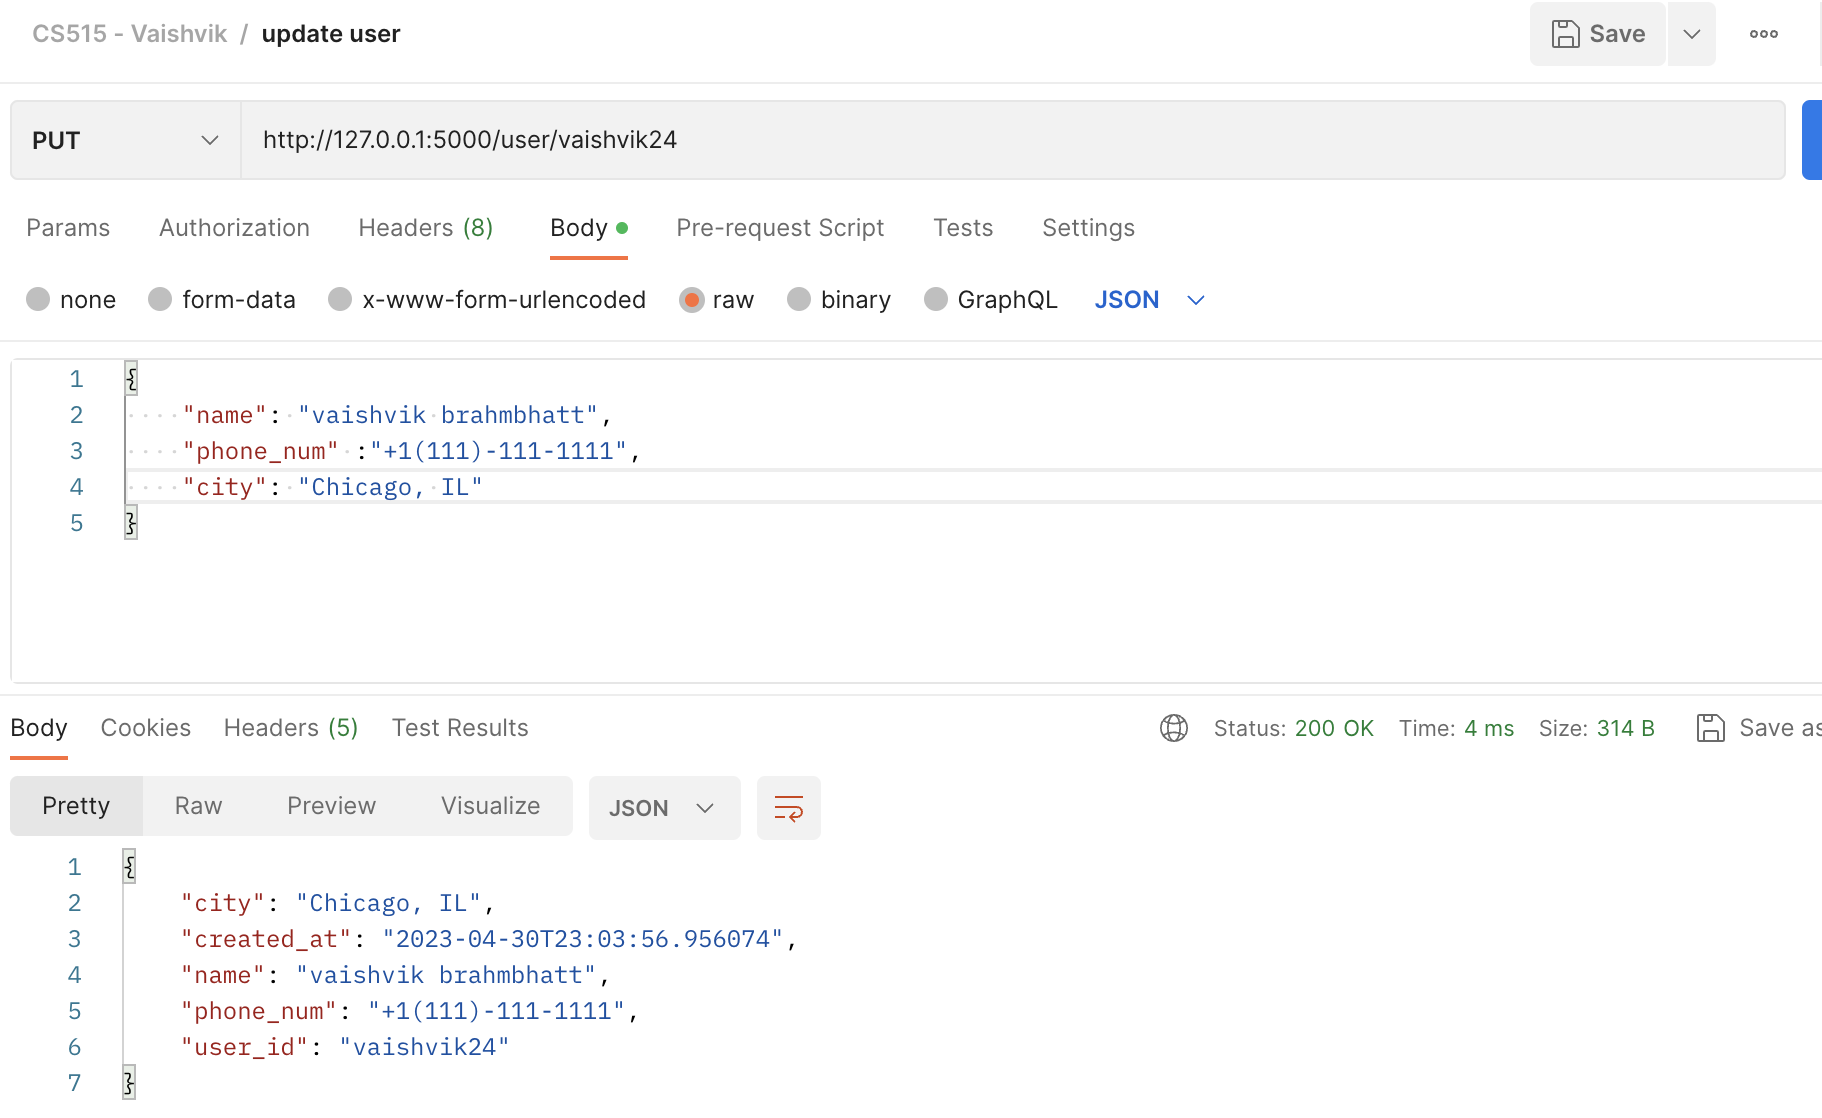 CS515 - Vaishvik / update user
Save
PUT
http://127.0.0.1:5000/user/vaishvik24
Params Authorization Headers (8) Body Pre-request Script Tests Settings
none form-data x-www-form-urlencoded raw binary GraphQL JSON
1 {
2 "name": "vaishvik brahmbhatt",
3 "phone_num" :"+1(111)-111-1111",
4 "city": "Chicago, IL"
5 }
Body Cookies Headers (5) Test Results Status: 200 OK Time: 4 ms Size: 314 B Save as
Pretty Raw Preview Visualize JSON
1 {
2 "city": "Chicago, IL",
3 "created_at": "2023-04-30T23:03:56.956074",
4 "name": "vaishvik brahmbhatt",
5 "phone_num": "+1(111)-111-1111",
6 "user_id": "vaishvik24"
7 }